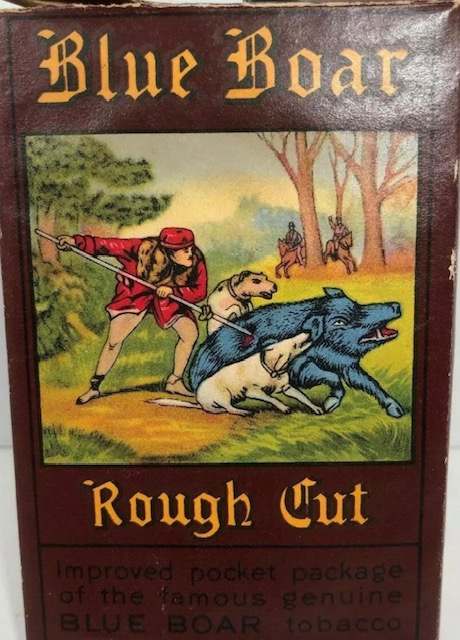 Blue Boar
Rough Cut
Improved pocket package
of the famous genuine
BLUE BOAR tobacco